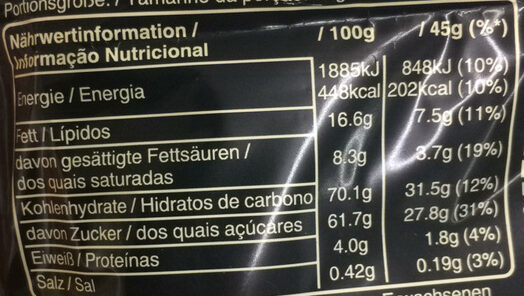 Portionsgröße: / Tamanho da
Nährwertinformation / / 100g / 45g (%*)
Informação Nutricional
Energie / Energia 1885kJ 848kJ (10%)
448kcal 202kcal (10%)
Fett / Lípidos 16.6g 7.5g (11%)
davon gesättigte Fettsäuren / 8.3g 3.7g (19%)
dos quais saturadas
Kohlenhydrate / Hidratos de carbono 70.1g 31.5g (12%)
davon Zucker / dos quais açúcares 61.7g 27.8g (31%)
Eiweiß / Proteínas 4.0g 1.8g (4%)
Salz / Sal 0.42g 0.19g (3%)